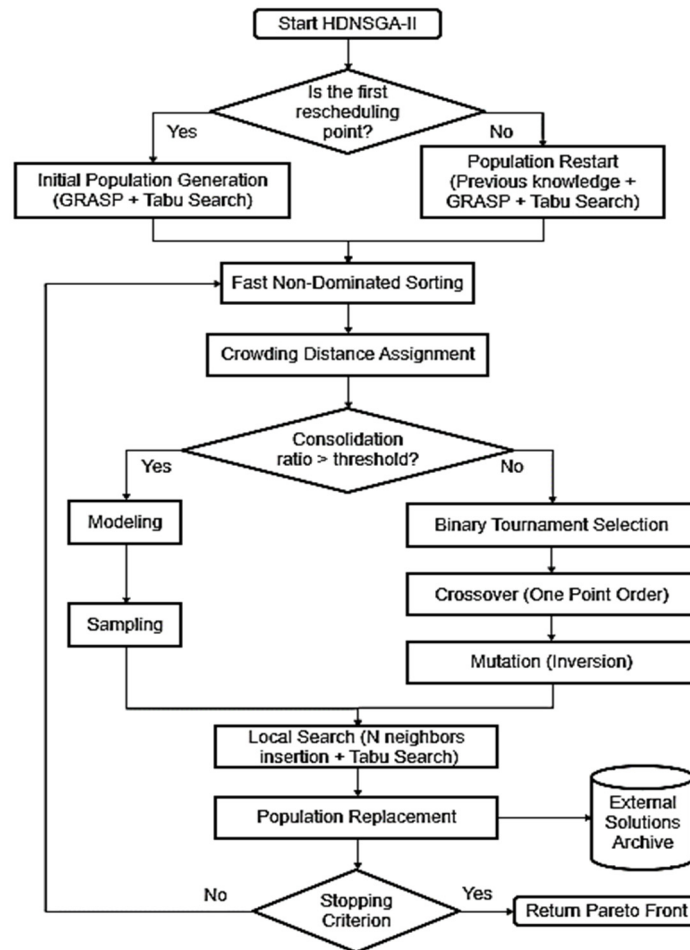 Start HDNSGA-II
Is the first
rescheduling
point?
Yes
No
Initial Population Generation
(GRASP + Tabu Search)
Population Restart
(Previous knowledge +
GRASP + Tabu Search)
Fast Non-Dominated Sorting
Crowding Distance Assignment
Consolidation
ratio > threshold?
Yes
No
Modeling
Binary Tournament Selection
Sampling
Crossover (One Point Order)
Mutation (Inversion)
Local Search (N neighbors
insertion + Tabu Search)
Population Replacement
External
Solutions
Archive
No
Stopping
Criterion
Yes
Return Pareto Front